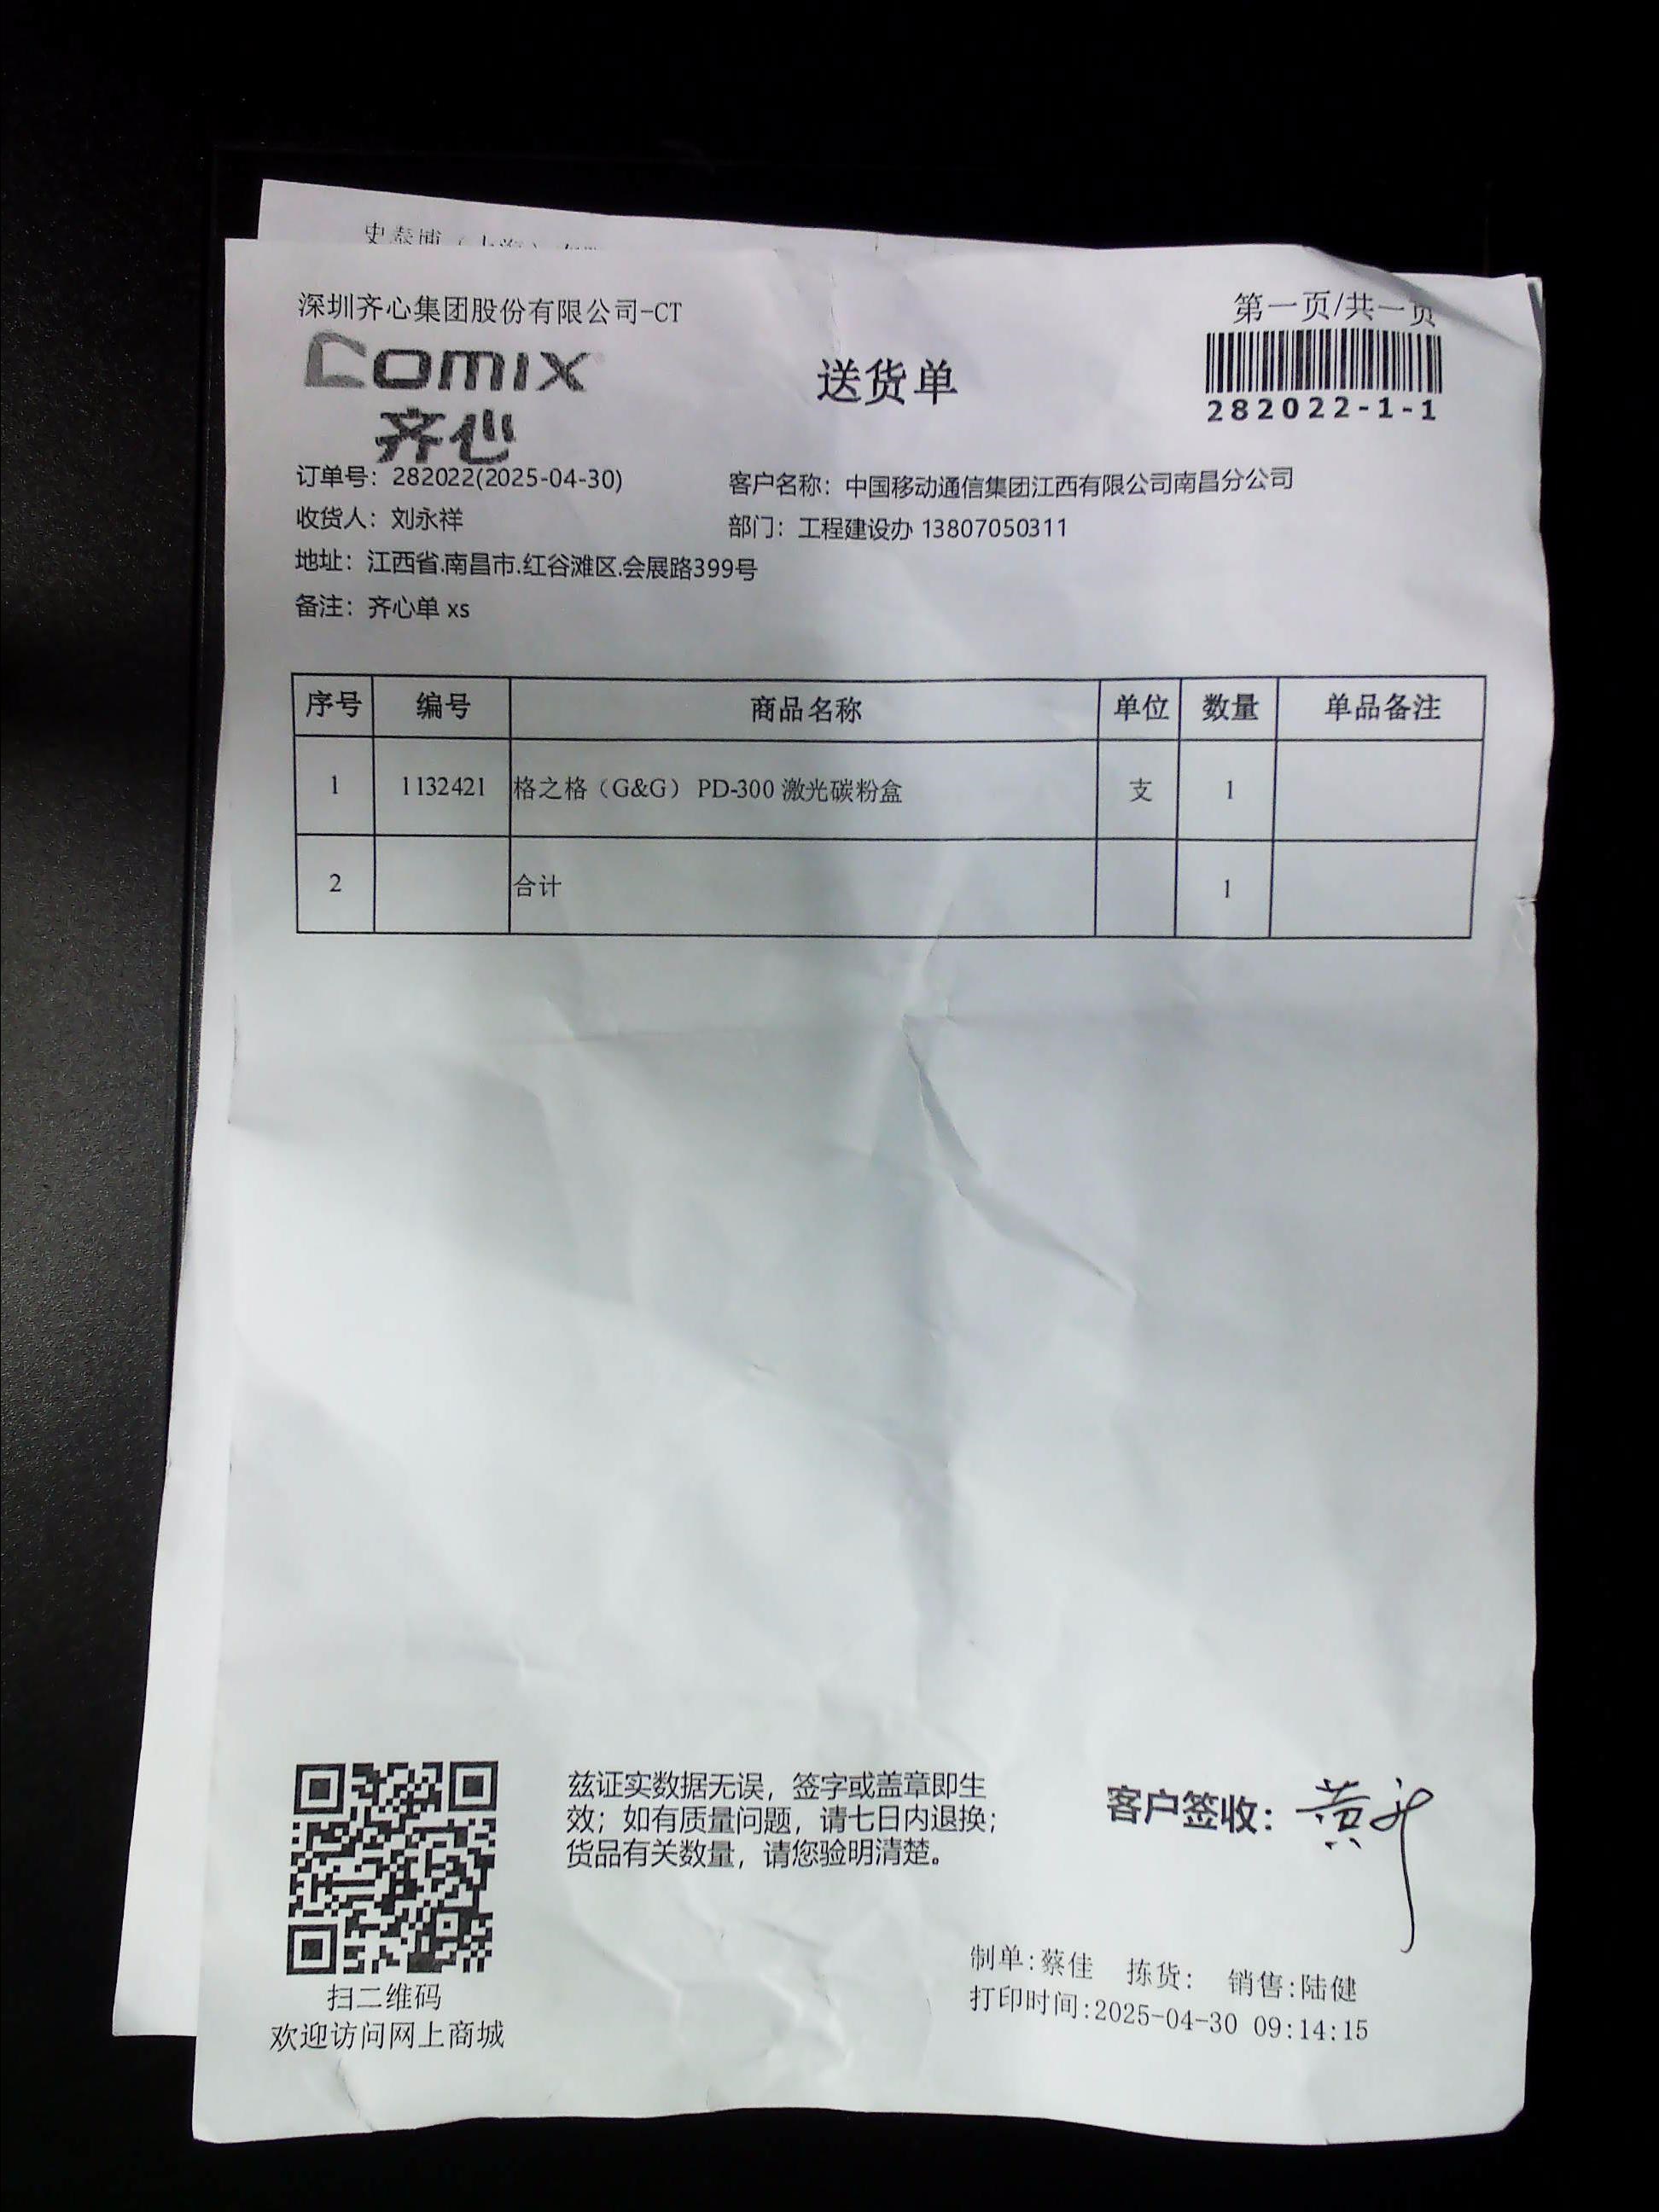 史泰博（上海）有限
深圳齐心集团股份有限公司-CT
第一页/共一页
Comix
齐心
送货单
282022-1-1
订单号：282022(2025-04-30)
客户名称：中国移动通信集团江西有限公司南昌分公司
收货人：刘永祥
部门：工程建设办 13807050311
地址：江西省.南昌市.红谷滩区.会展路399号
备注：齐心单 xs
序号 编号 商品名称 单位 数量 单品备注
1 1132421 格之格（G&G） PD-300 激光碳粉盒 支 1
2 合计 1
兹证实数据无误，签字或盖章即生
效；如有质量问题，请七日内退换；
货品有关数量，请您验明清楚。
客户签收：黄
扫二维码
欢迎访问网上商城
制单:蔡佳 拣货: 销售:陆健
打印时间:2025-04-30 09:14:15